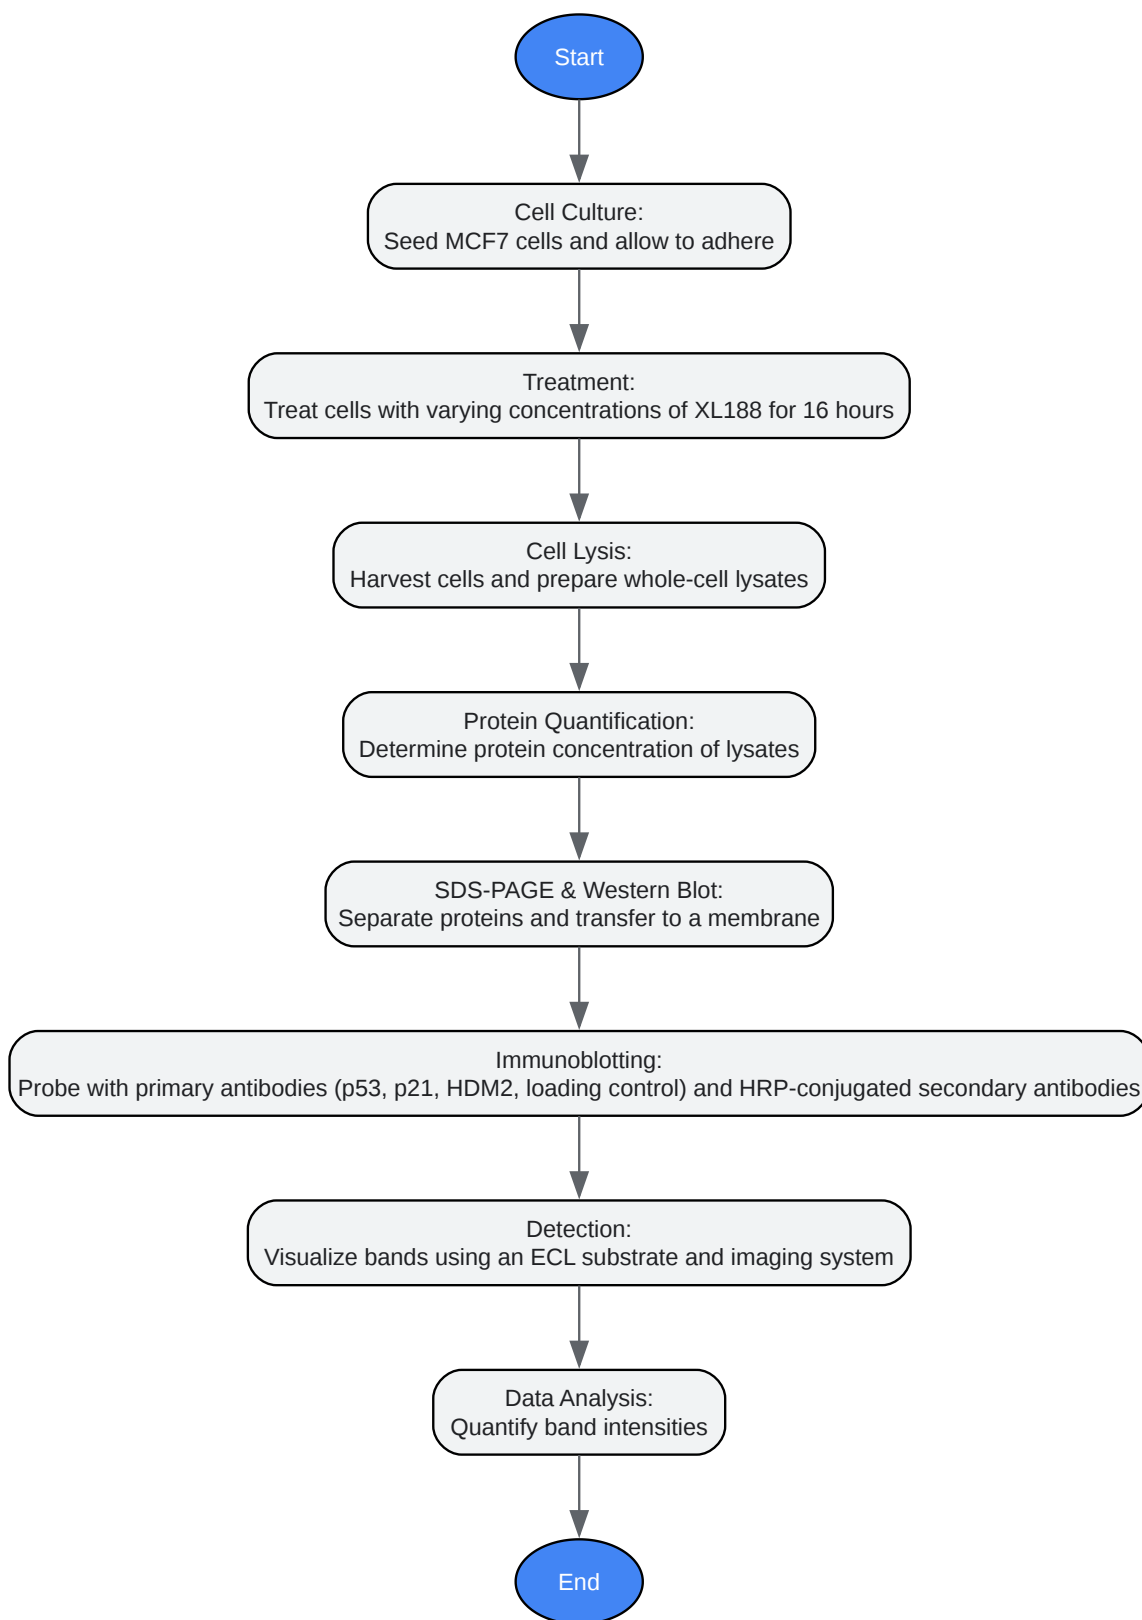 Start
Cell Culture:
Seed MCF7 cells and allow to adhere
Treatment:
Treat cells with varying concentrations of XL188 for 16 hours
Cell Lysis:
Harvest cells and prepare whole-cell lysates
Protein Quantification:
Determine protein concentration of lysates
SDS-PAGE & Western Blot:
Separate proteins and transfer to a membrane
Immunoblotting:
Probe with primary antibodies (p53, p21, HDM2, loading control) and HRP-conjugated secondary antibodies
Detection:
Visualize bands using an ECL substrate and imaging system
Data Analysis:
Quantify band intensities
End